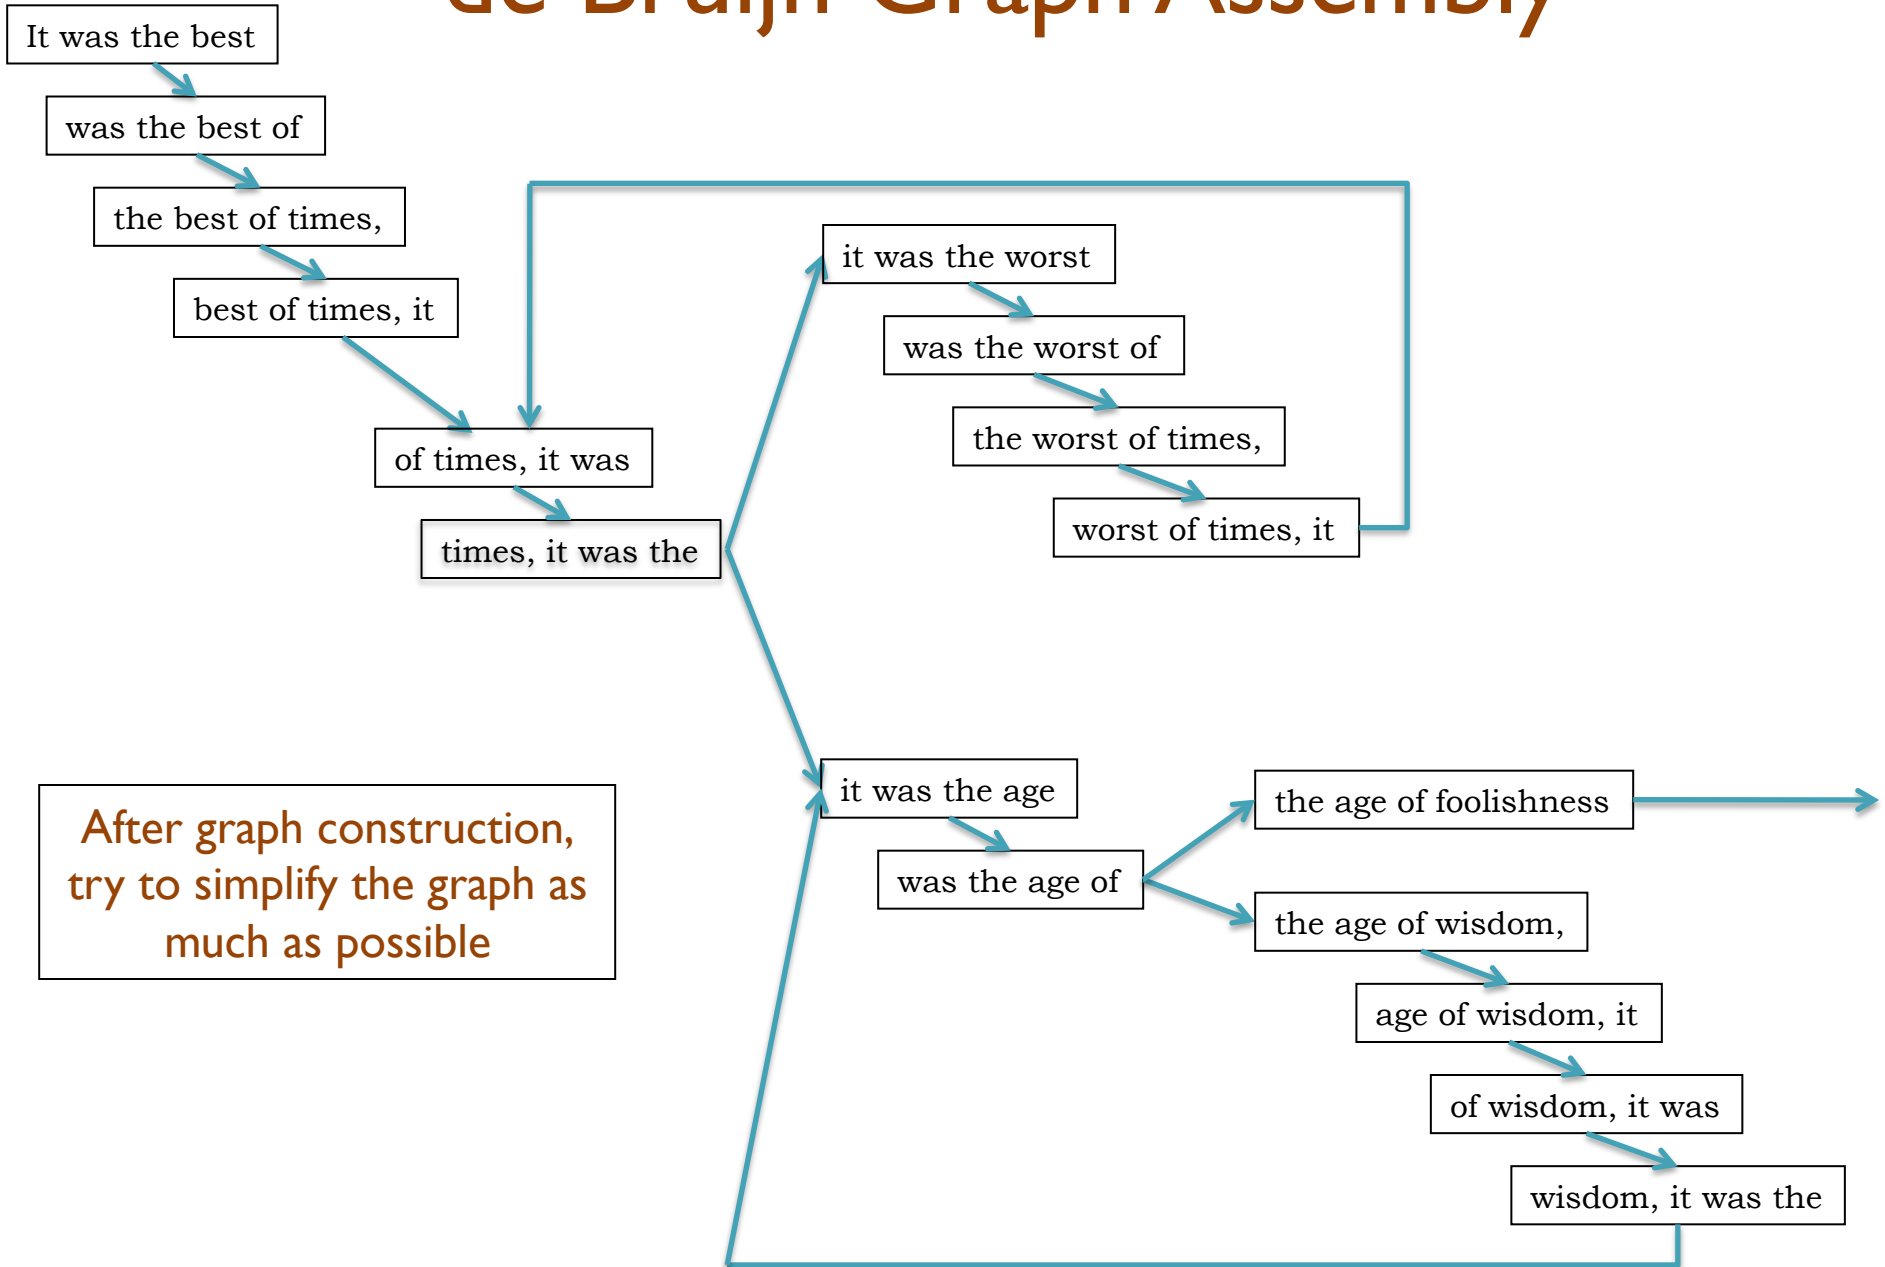 de Bruijn Graph Assembly
It was the best
was the best of
the best of times,
best of times, it
of times, it was
times, it was the
it was the worst
was the worst of
the worst of times,
worst of times, it
it was the age
was the age of
the age of foolishness
the age of wisdom,
age of wisdom, it
of wisdom, it was
wisdom, it was the
After graph construction,
try to simplify the graph as
much as possible